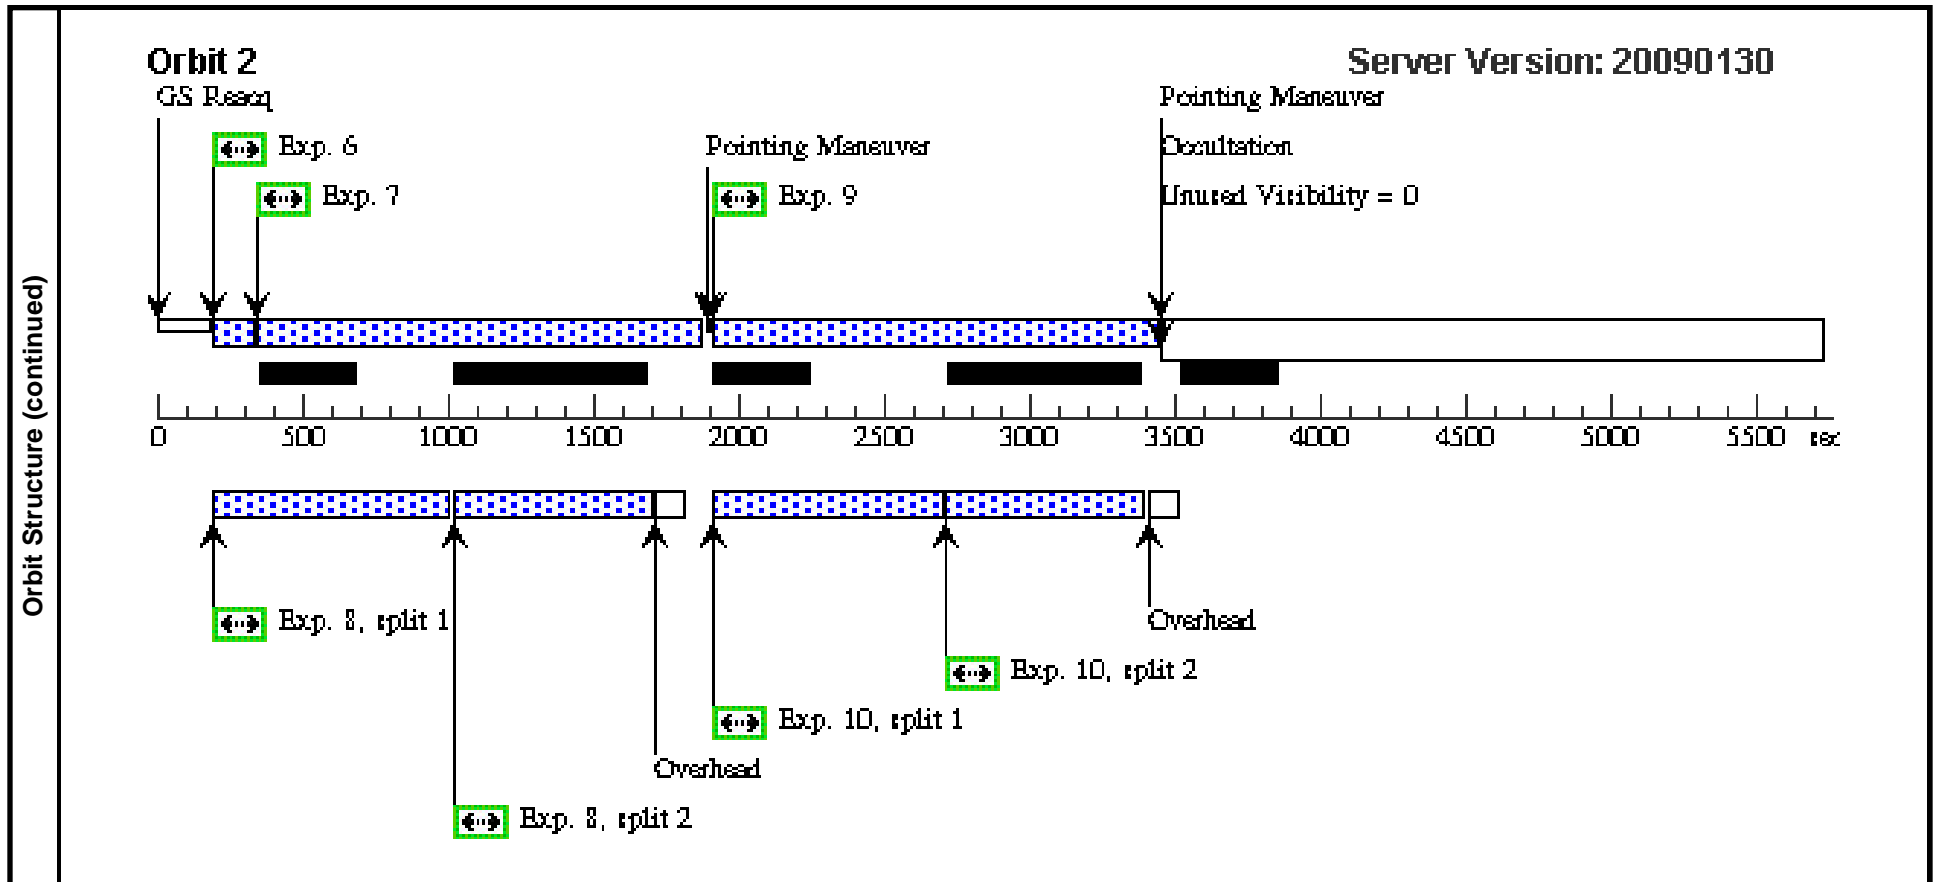 Orbit Structure (continued)
Orbit 2
Server Version: 20090130
GS Reacq
Pointing Maneuver
Exp. 6
Pointing Maneuver
Occultation
Exp. 7
Exp. 9
Unused Visibility = 0
0 500 1000 1500 2000 2500 3000 3500 4000 4500 5000 5500 sec
Exp. 8, split 1
Overhead
Exp. 10, split 2
Exp. 10, split 1
Overhead
Exp. 8, split 2